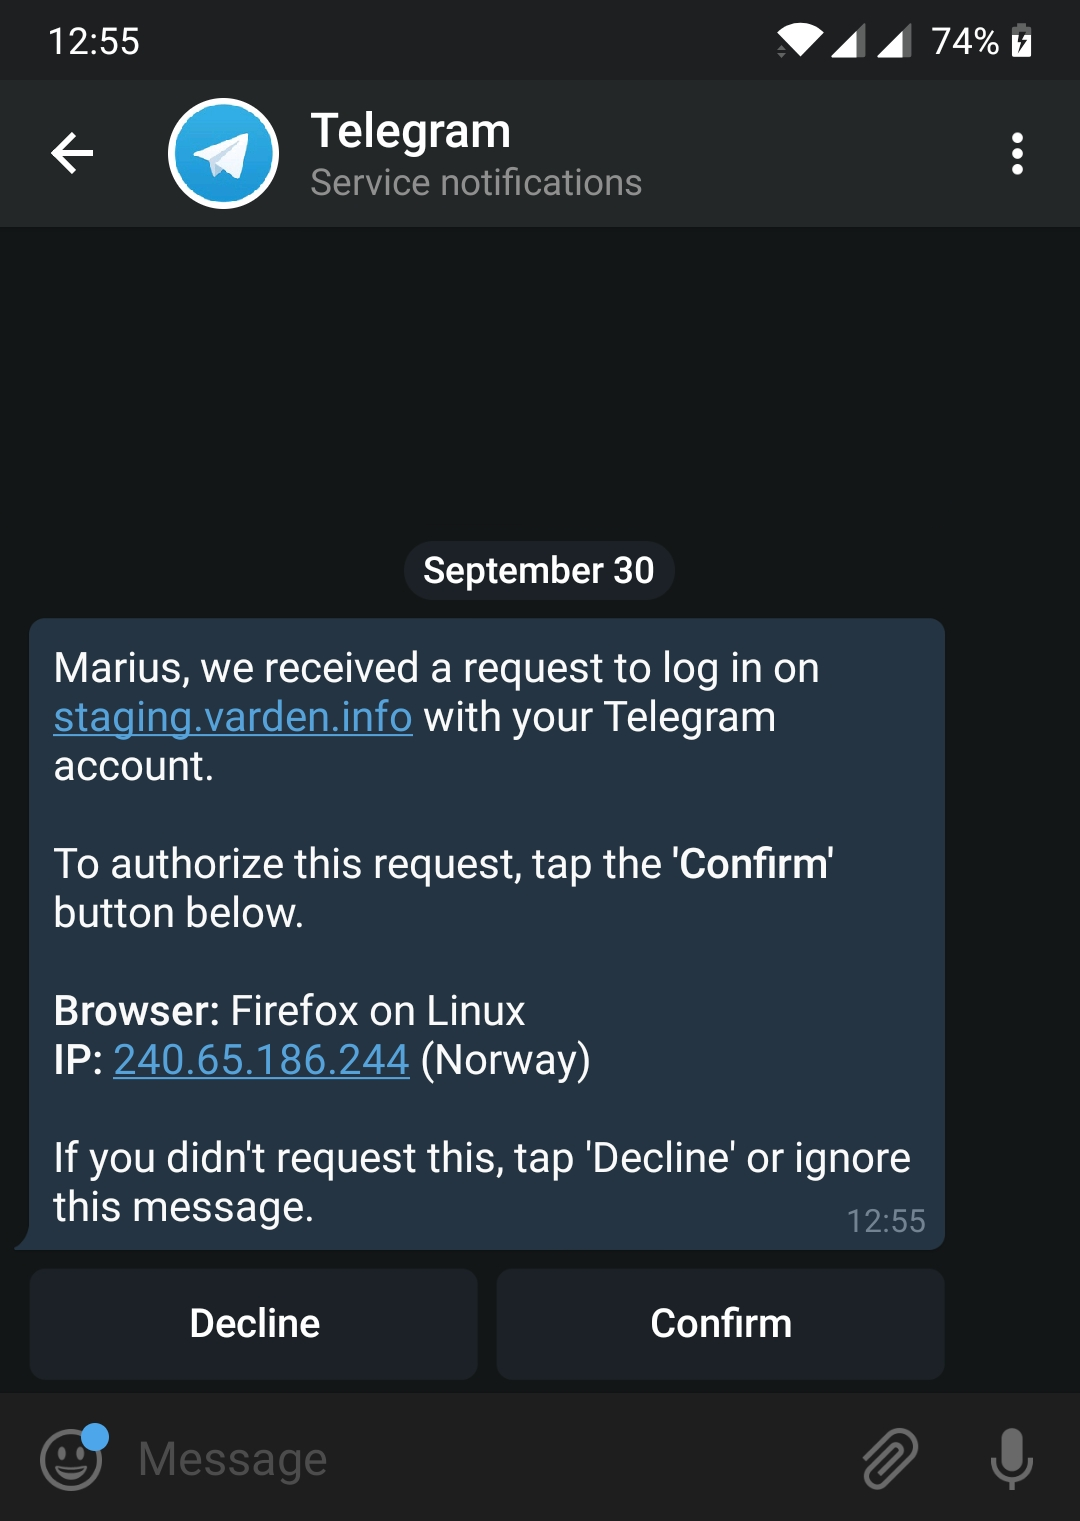 12:55
74%
Telegram
Service notifications
September 30
Marius, we received a request to log in on
staging.varden.info with your Telegram
account.
To authorize this request, tap the 'Confirm'
button below.
Browser: Firefox on Linux
IP: 240.65.186.244 (Norway)
If you didn't request this, tap 'Decline' or ignore
this message.
12:55
Decline
Confirm
Message